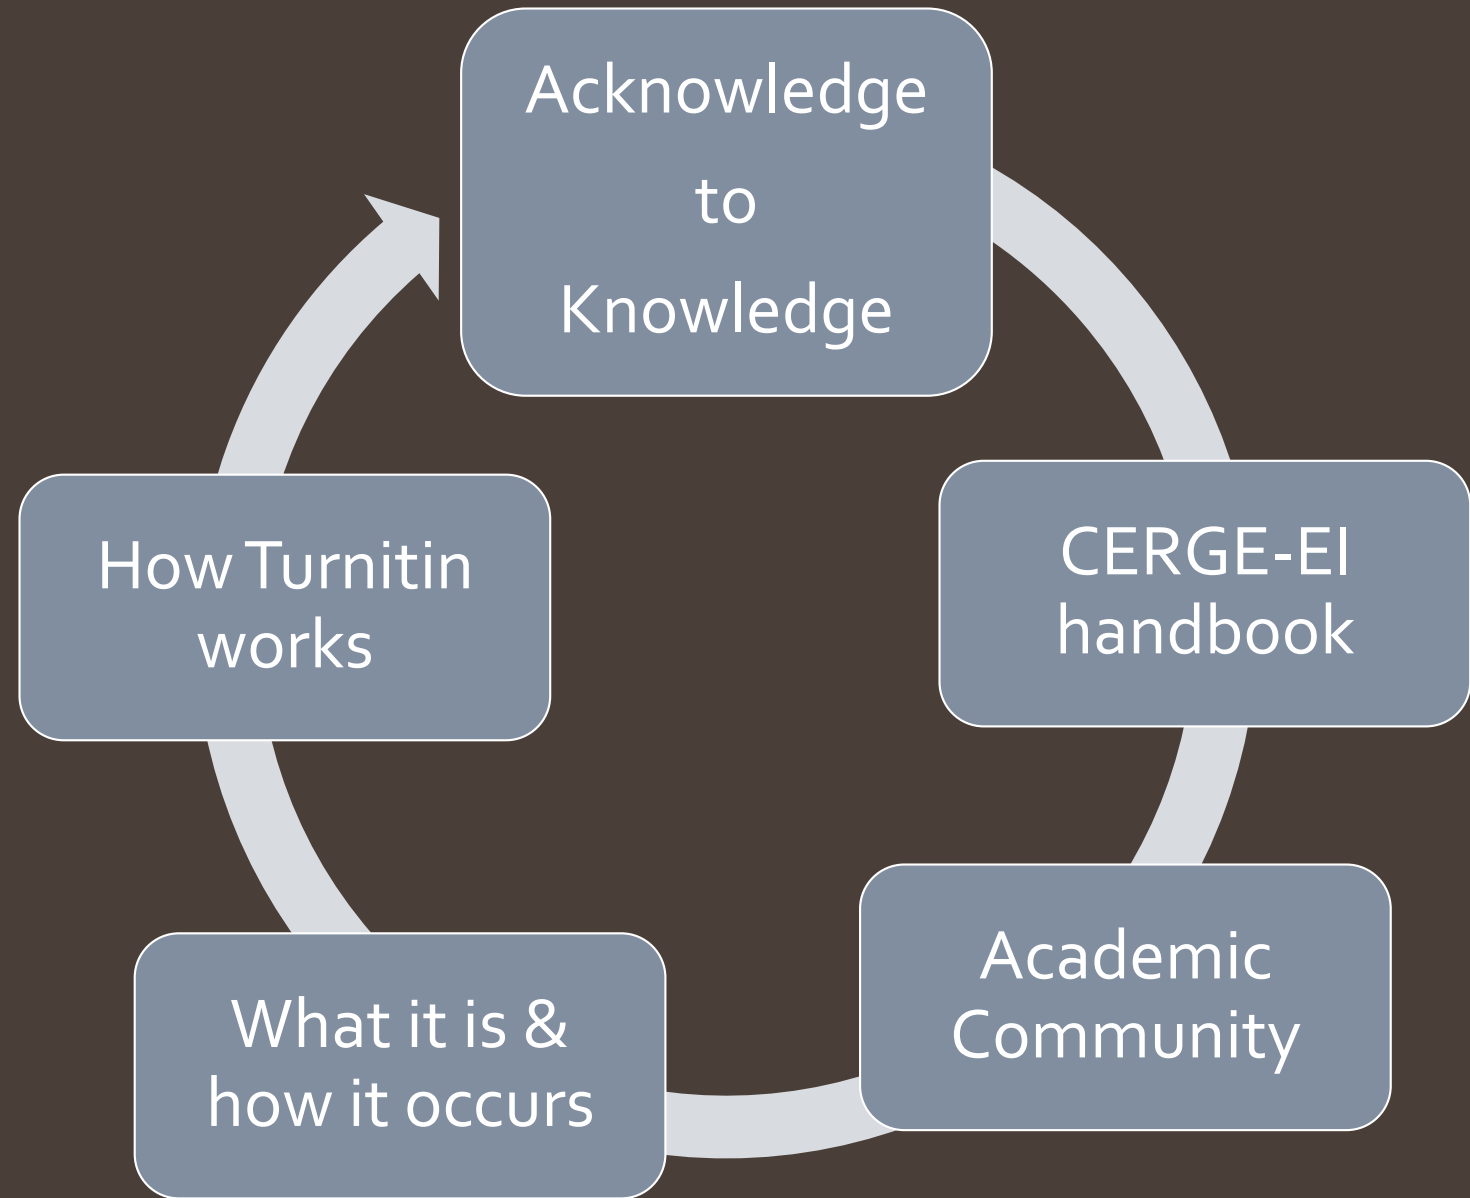 Acknowledge
to
Knowledge
CERGE-EI
handbook
Academic
Community
What it is &
how it occurs
How Turnitin
works